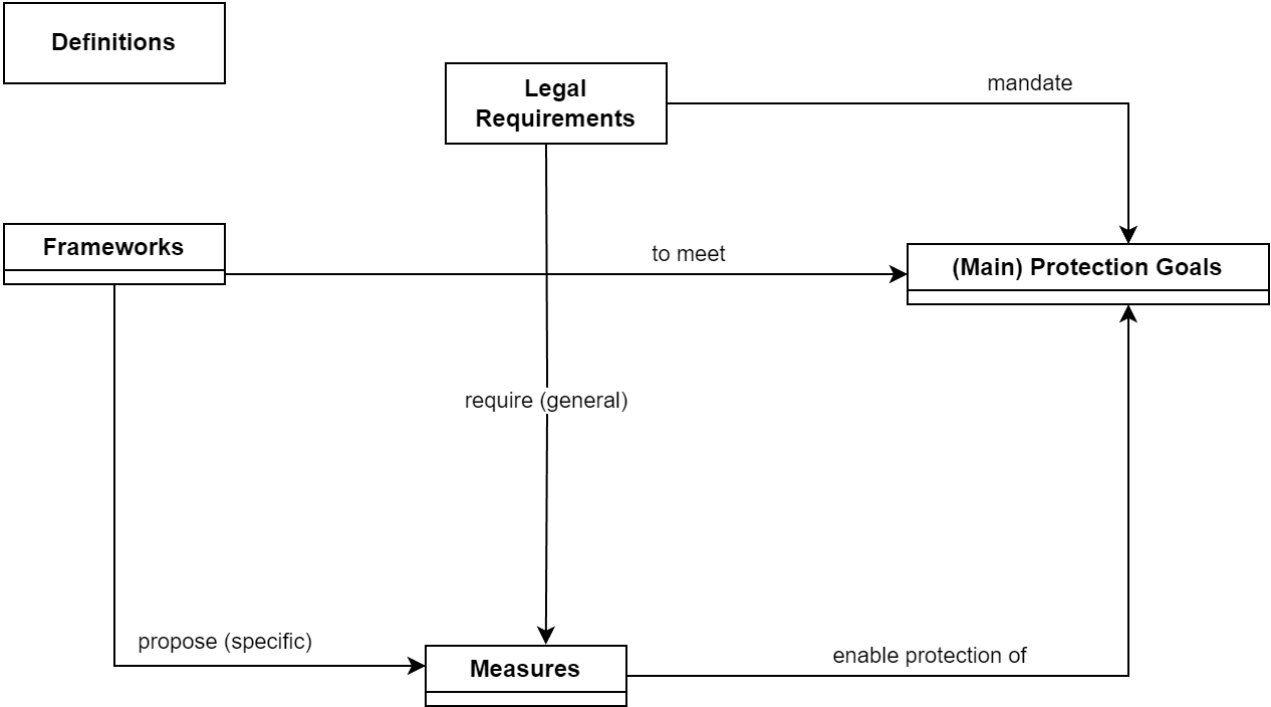 Definitions
Legal
Requirements
mandate
Frameworks
to meet
(Main) Protection Goals
require (general)
propose (specific)
Measures
enable protection of